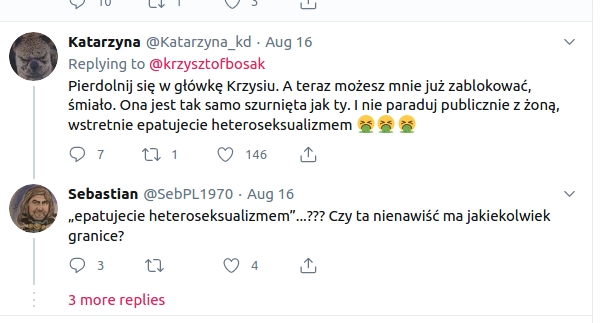 10 1 3
Katarzyna @Katarzyna_kd · Aug 16
Replying to @krzysztofbosak
Pierdolnij się w główkę Krzysiu. A teraz możesz mnie już zablokować,
śmiało. Ona jest tak samo szurnięta jak ty. I nie paraduj publicznie z żoną,
wstretnie epatujecie heteroseksualizmem 🤮🤮🤮
7 1 146
Sebastian @SebPL1970 · Aug 16
„epatujecie heteroseksualizmem”...??? Czy ta nienawiść ma jakiekolwiek
granice?
3 4
3 more replies